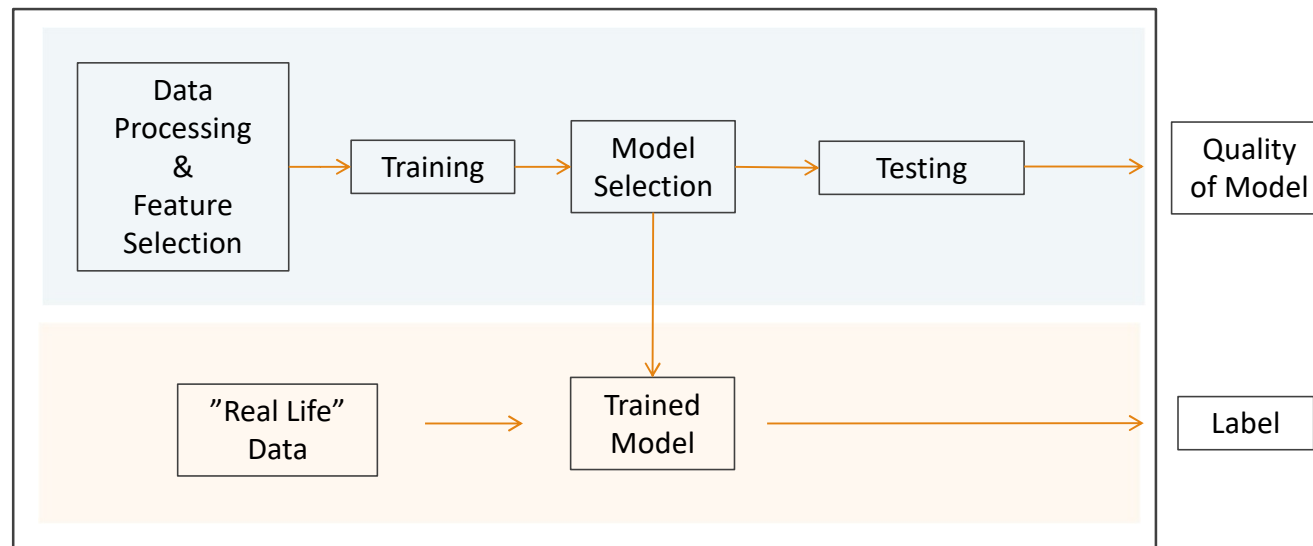 Data
Processing
&
Feature
Selection
Training
Model
Selection
Testing
Quality
of Model
”Real Life”
Data
Trained
Model
Label